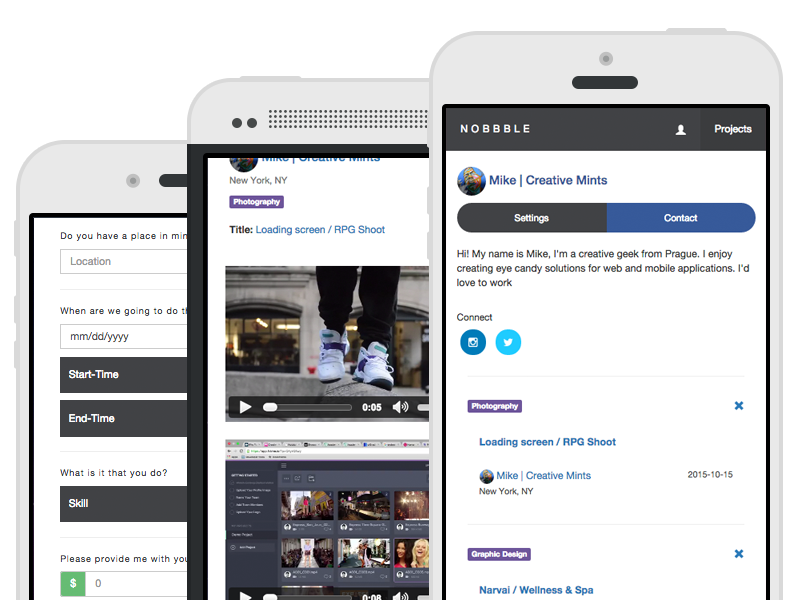 Do you have a place in min
Location
When are we going to do th
mm/dd/yyyy
Start-Time
End-Time
What is it that you do?
Skill
Please provide me with you
$ 0
Mike | Creative Mints
New York, NY
Photography
Title: Loading screen / RPG Shoot
0:05
GETTING STARTED
0:08
NOBBBLE
Projects
Mike | Creative Mints
Settings Contact
Hi! My name is Mike, I'm a creative geek from Prague. I enjoy
creating eye candy solutions for web and mobile applications. I'd
love to work
Connect
Photography
Loading screen / RPG Shoot
Mike | Creative Mints 2015-10-15
New York, NY
Graphic Design
Narvai / Wellness & Spa